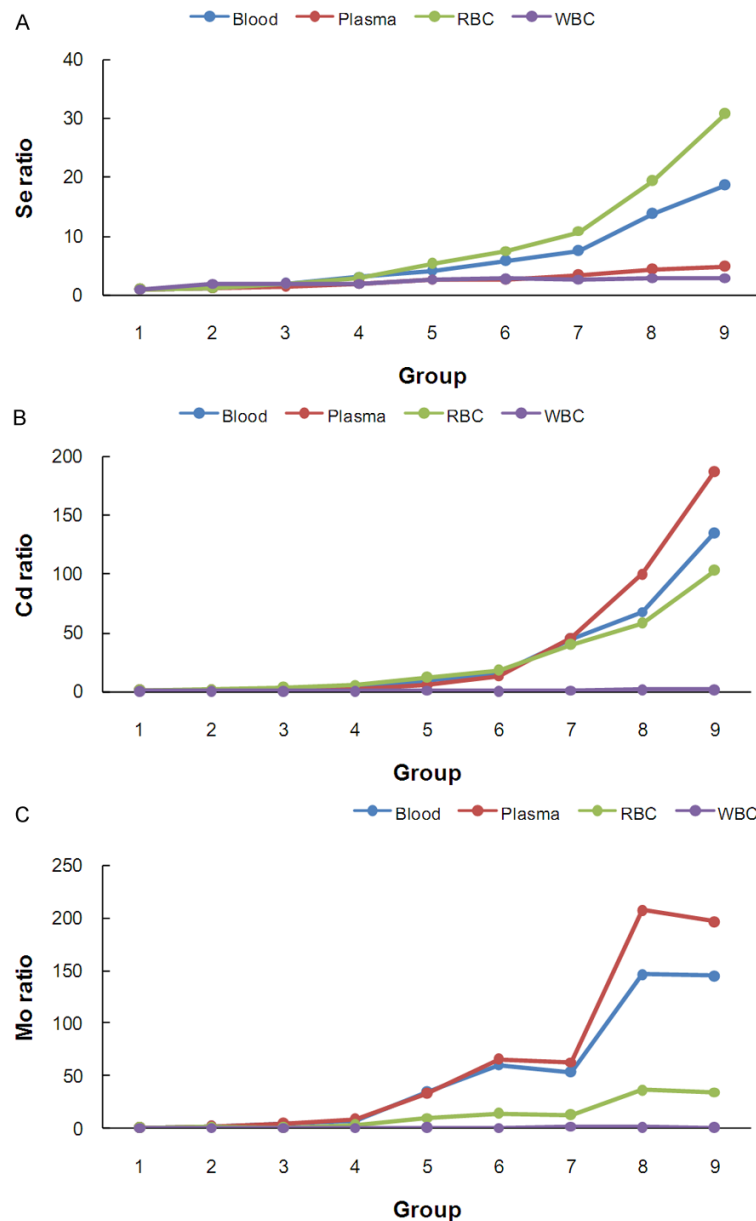 A
Blood Plasma RBC WBC
40
30
20
10
0
Se ratio
1 2 3 4 5 6 7 8 9
Group
B
Blood Plasma RBC WBC
200
150
100
50
0
Cd ratio
1 2 3 4 5 6 7 8 9
Group
C
Blood Plasma RBC WBC
250
200
150
100
50
0
Mo ratio
1 2 3 4 5 6 7 8 9
Group